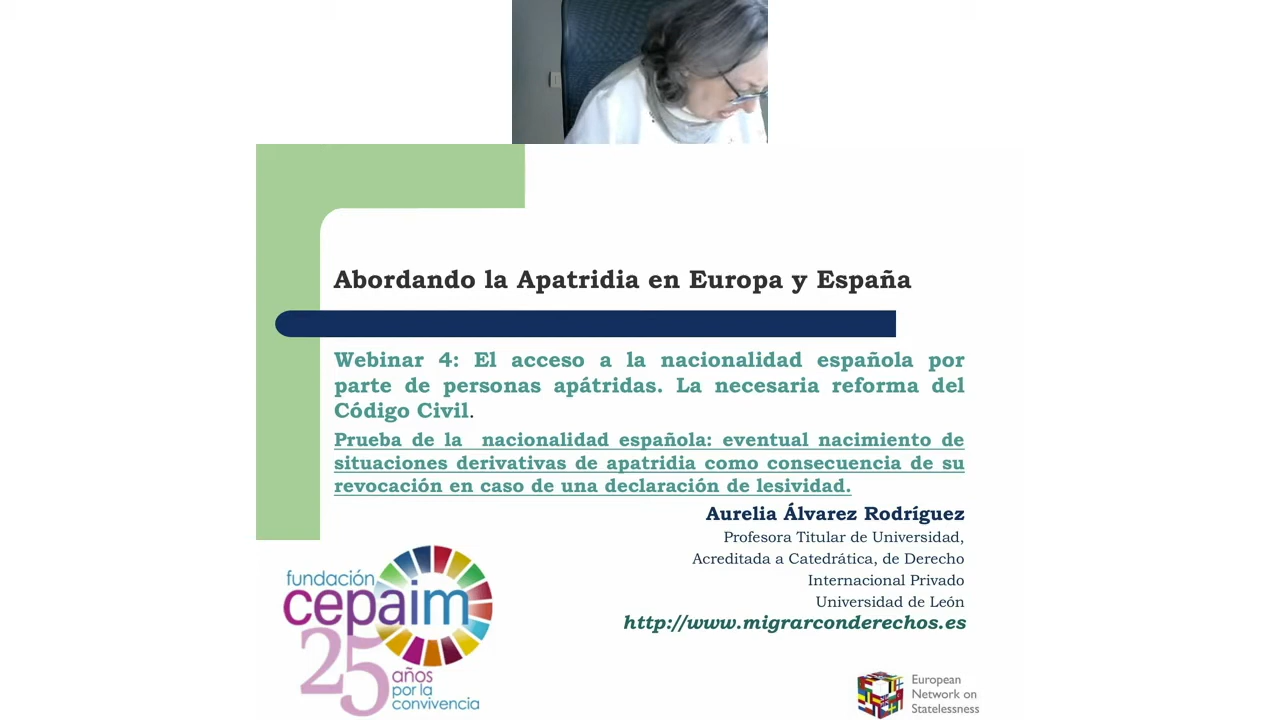 Abordando la Apatridia en Europa y España
Webinar 4: El acceso a la nacionalidad española por
parte de personas apátridas. La necesaria reforma del
Código Civil.
Prueba de la nacionalidad española: eventual nacimiento de
situaciones derivativas de apatridia como consecuencia de su
revocación en caso de una declaración de lesividad.
Aurelia Álvarez Rodríguez
Profesora Titular de Universidad,
Acreditada a Catedrática, de Derecho
Internacional Privado
Universidad de León
http://www.migrarconderechos.es
fundación
cepaim
25
años
por la
convivencia
European
Network on
Statelessness